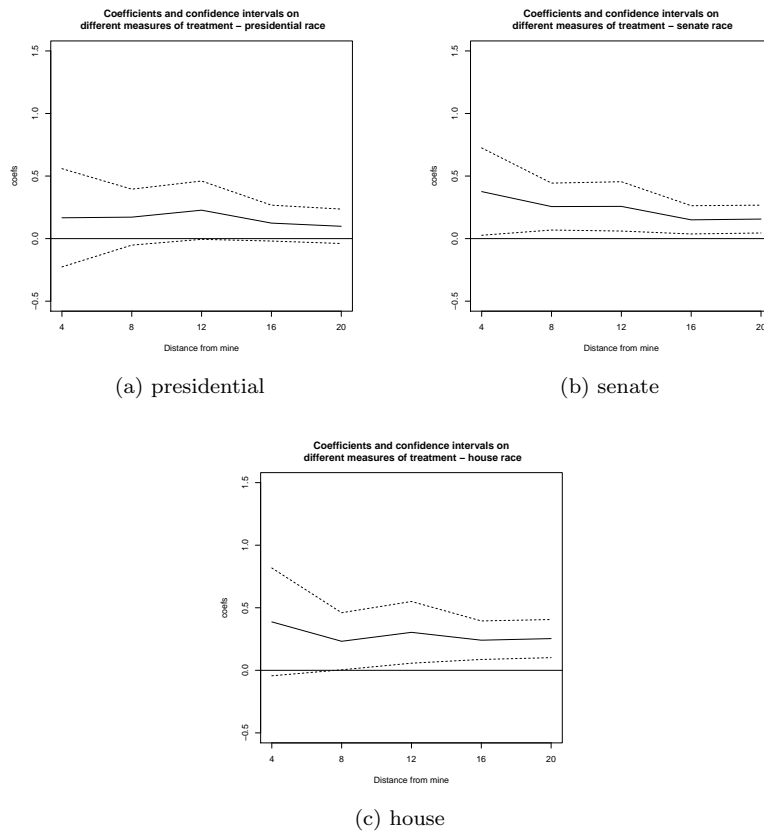 Coefficients and confidence intervals on
different measures of treatment – presidential race
coefs
1.5
1.0
0.5
0.0
−0.5
4 8 12 16 20
Distance from mine
(a) presidential
Coefficients and confidence intervals on
different measures of treatment – senate race
coefs
1.5
1.0
0.5
0.0
−0.5
4 8 12 16 20
Distance from mine
(b) senate
Coefficients and confidence intervals on
different measures of treatment – house race
coefs
1.5
1.0
0.5
0.0
−0.5
4 8 12 16 20
Distance from mine
(c) house